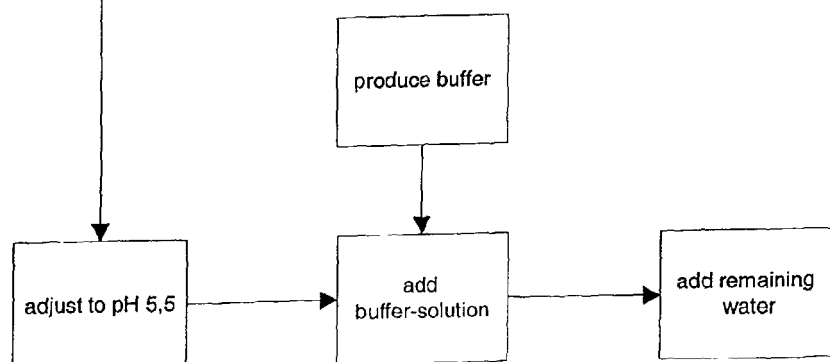 produce buffer
adjust to pH 5,5
add
buffer-solution
add remaining
water